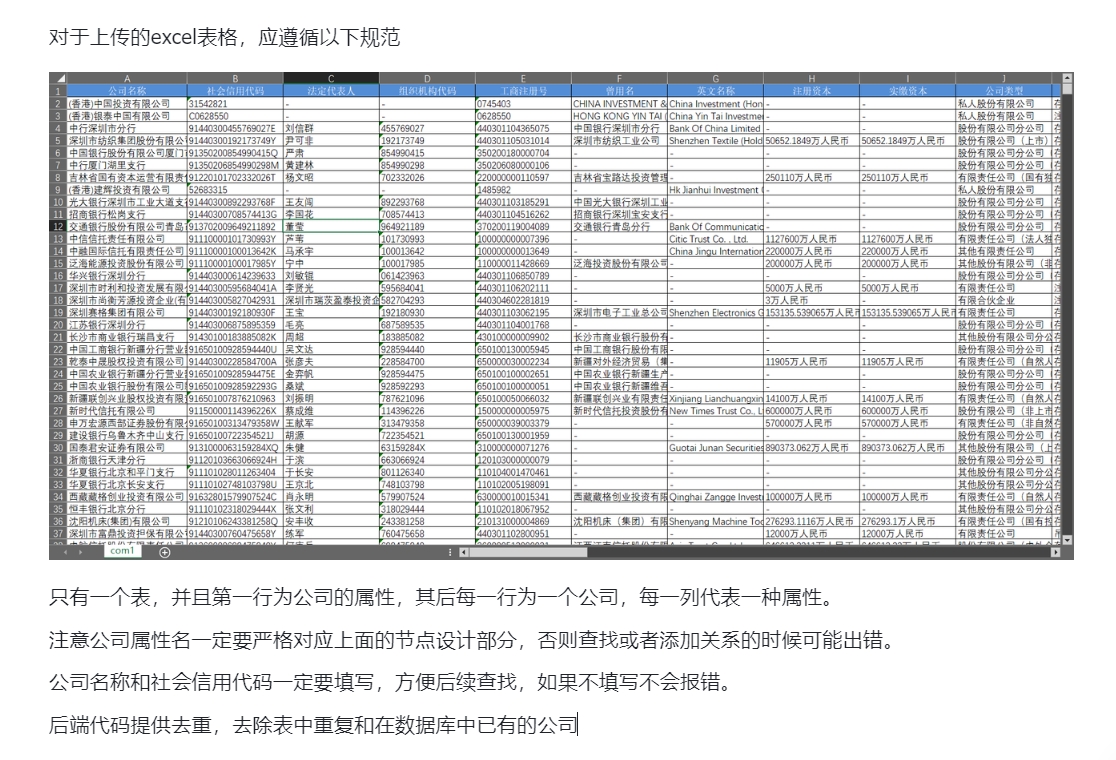 对于上传的excel表格，应遵循以下规范
A B C D E F G H I J
1 公司名称 社会信用代码 法定代表人 组织机构代码 工商注册号 曾用名 英文名称 注册资本 实缴资本 公司类型
2 (香港)中国投资有限公司 31542821 - - 0745403 CHINA INVESTMENT & China Investment (Hon - - 私人股份有限公司
3 (香港)银泰中国有限公司 C0628550 - - 0628550 HONG KONG YIN TAI ( China Yin Tai Investme - - 私人股份有限公司
4 中行深圳市分行 91440300455769027E 刘信群 455769027 440301104365075 中国银行深圳市分行 Bank Of China Limited - - 股份有限公司分公司
5 深圳市纺织集团股份有限公 91440300192173749Y 尹可非 192173749 440301105031014 深圳市纺织工业公司 Shenzhen Textile (Hold 50652.1849万人民币 50652.1849万人民币 股份有限公司（上市）
6 中国银行股份有限公司厦门 91350200854990415Q 严肃 854990415 350200180000704 - - - - 股份有限公司分公司
7 中行厦门湖里支行 91350206854990298M 黄建林 854990298 350206080000106 - - - - 股份有限公司分公司
8 吉林省国有资本运营有限责 91220101702332026T 杨文昭 702332026 220000000110597 吉林省宝路达投资管理 - 250110万人民币 250110万人民币 有限责任公司（国有独
9 (香港)建辉投资有限公司 52683315 - - 1485982 - Hk Jianhui Investment - - 私人股份有限公司
10 光大银行深圳市工业大道支 91440300892293768F 王友闯 892293768 440301103185291 中国光大银行深圳工业 - - - 股份有限公司分公司
11 招商银行松岗支行 91440300708574413G 李国花 708574413 440301104516262 招商银行深圳宝安支行 - - - 股份有限公司分公司
12 交通银行股份有限公司青岛 913702009649211892 董莹 964921189 370200119004089 交通银行青岛分行 Bank Of Communicatio - - 股份有限公司分公司
13 中信信托责任有限公司 91110000101730993Y 芦苇 101730993 100000000007396 - Citic Trust Co. , Ltd. 1127600万人民币 1127600万人民币 有限责任公司（法人独
14 中融国际信托有限责任公司 9111000010013642K 马承宇 100013642 100000000013649 - China Jingu Internation 220000万人民币 220000万人民币 其他有限责任公司
15 泛海能源投资股份有限公司 91110000100017985Y 宁中 100017985 110000011428669 泛海投资股份有限公司 - 200000万人民币 200000万人民币 其他股份有限公司（非
16 华兴银行深圳分行 914403000614239633 刘敏锟 061423963 440301106850789 - - - - 股份有限公司分公司
17 深圳市时利和投资发展有限 91440300595684041A 李贤光 595684041 440301106202111 - - 5000万人民币 5000万人民币 有限责任公司
18 深圳市尚衡芳源投资企业(有 914403005827042931 深圳市瑞茨盈泰投资企 582704293 440304602281819 - - 3万人民币 - 有限合伙企业
19 深圳赛格集团有限公司 91440300192180930F 王宝 192180930 440301103062195 深圳市电子工业总公司 Shenzhen Electronics G 153135.539065万人民币 153135.539065万人民币 有限责任公司
20 江苏银行深圳分行 914403006875895359 毛亮 687589535 440301104001768 - - - - 股份有限公司分公司
21 长沙市商业银行瑞昌支行 91430100183885082K 周超 183885082 430100000009902 长沙市商业银行股份有 - - - 其他股份有限公司分公
22 中国工商银行新疆分行营业 91650100928594440U 吴文达 928594440 650100130005945 中国工商银行股份有限 - - - 股份有限公司分公司
23 乾泰中晟股权投资有限公司 91440300228584700A 张彦夫 228584700 650000030002234 新疆对外经济贸易（集 - 11905万人民币 11905万人民币 有限责任公司（自然人
24 中国农业银行新疆分行营业 91650100928594475E 金弈帆 928594475 650100100002651 中国农业银行新疆生产 - - - 股份有限公司分公司
25 中国农业银行股份有限公司 91650100928592293G 桑斌 928592293 650100100000051 中国农业银行新疆维吾 - - - 股份有限公司分公司
26 新疆联创兴业股权投资有限 916501007876210963 刘振明 787621096 650100050066032 新疆联创兴业有限责任 Xinjiang Lianchuangxin 14100万人民币 14100万人民币 有限责任公司（自然人
27 新时代信托有限公司 91150000114396226X 蔡成维 114396226 150000000005975 新时代信托投资股份有 New Times Trust Co., L 600000万人民币 600000万人民币 有限责任公司（非上市
28 申万宏源西部证券股份有限 91650100313479358W 王献军 313479358 650000039003379 - - 570000万人民币 570000万人民币 有限责任公司（非自然
29 建设银行乌鲁木齐中山支行 91650100722354521J 胡源 722354521 650100130001959 - - - - 股份有限公司分公司
30 国泰君安证券有限公司 9131000063159284XQ 朱健 63159284X 310000000071276 - Guotai Junan Securities 890373.062万人民币 890373.062万人民币 其他股份有限公司（上
31 浙商银行天津分行 91120103663066924H 于滨 663066924 120103000000079 - - - - 股份有限公司分公司
32 华夏银行北京和平门支行 911101028011263404 于长安 801126340 110104001470461 - - - - 其他股份有限公司分公
33 华夏银行北京长安支行 91110102748103798U 王京北 748103798 110102005198091 - - - - 其他股份有限公司分公
34 西藏藏格创业投资有限公司 91632801579907524C 肖永明 579907524 630000010015341 西藏藏格创业投资有限 Qinghai Zangge Invest 100000万人民币 100000万人民币 有限责任公司（自然人
35 恒丰银行北京分行 91110102318029444X 张文利 318029444 110102018067952 - - - - 其他股份有限公司分公
36 沈阳机床(集团)有限公司 91210106243381258Q 安丰收 243381258 210131000004869 沈阳机床（集团）有限 Shenyang Machine Too 276293.1116万人民币 276293.1万人民币 有限责任公司（国有控
37 深圳市富鼎投资担保有限公 91440300760475658Y 练军 760475658 440301102800951 - - 12000万人民币 12000万人民币 有限责任公司
com1
只有一个表，并且第一行为公司的属性，其后每一行为一个公司，每一列代表一种属性。
注意公司属性名一定要严格对应上面的节点设计部分，否则查找或者添加关系的时候可能出错。
公司名称和社会信用代码一定要填写，方便后续查找，如果不填写不会报错。
后端代码提供去重，去除表中重复和在数据库中已有的公司